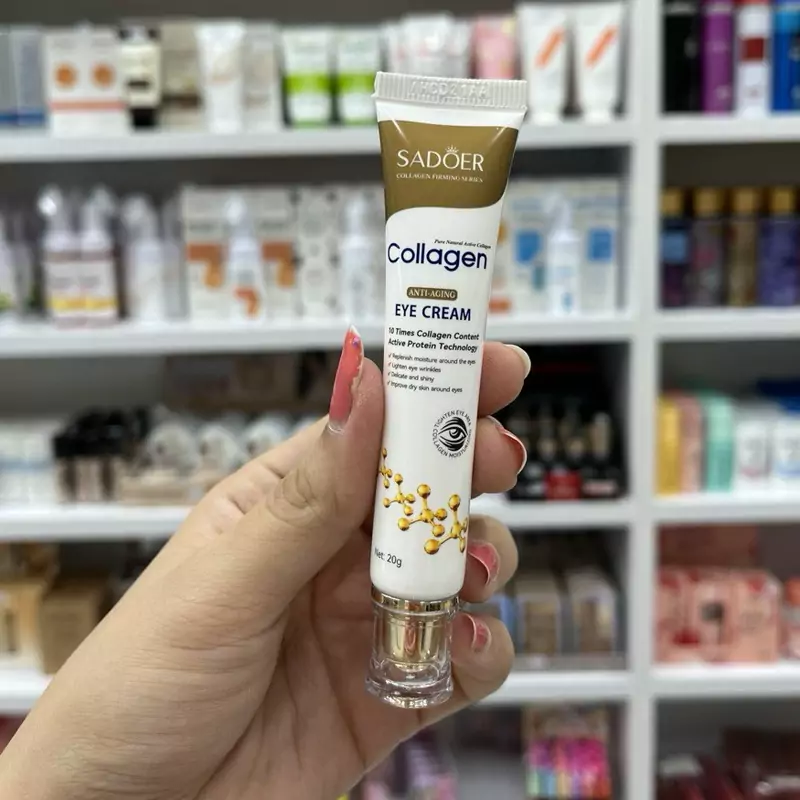 SADOER
COLLAGEN FIRMING SERIES
Pure Natural Active Collagen
Collagen
ANTI-AGING
EYE CREAM
10 Times Collagen Content
Active Protein Technology
Replenish moisture around the eyes
Lighten eye wrinkles
Delicate and shiny
Improve dry skin around eyes
COLLAGEN MOISTURIZING
Net: 20g